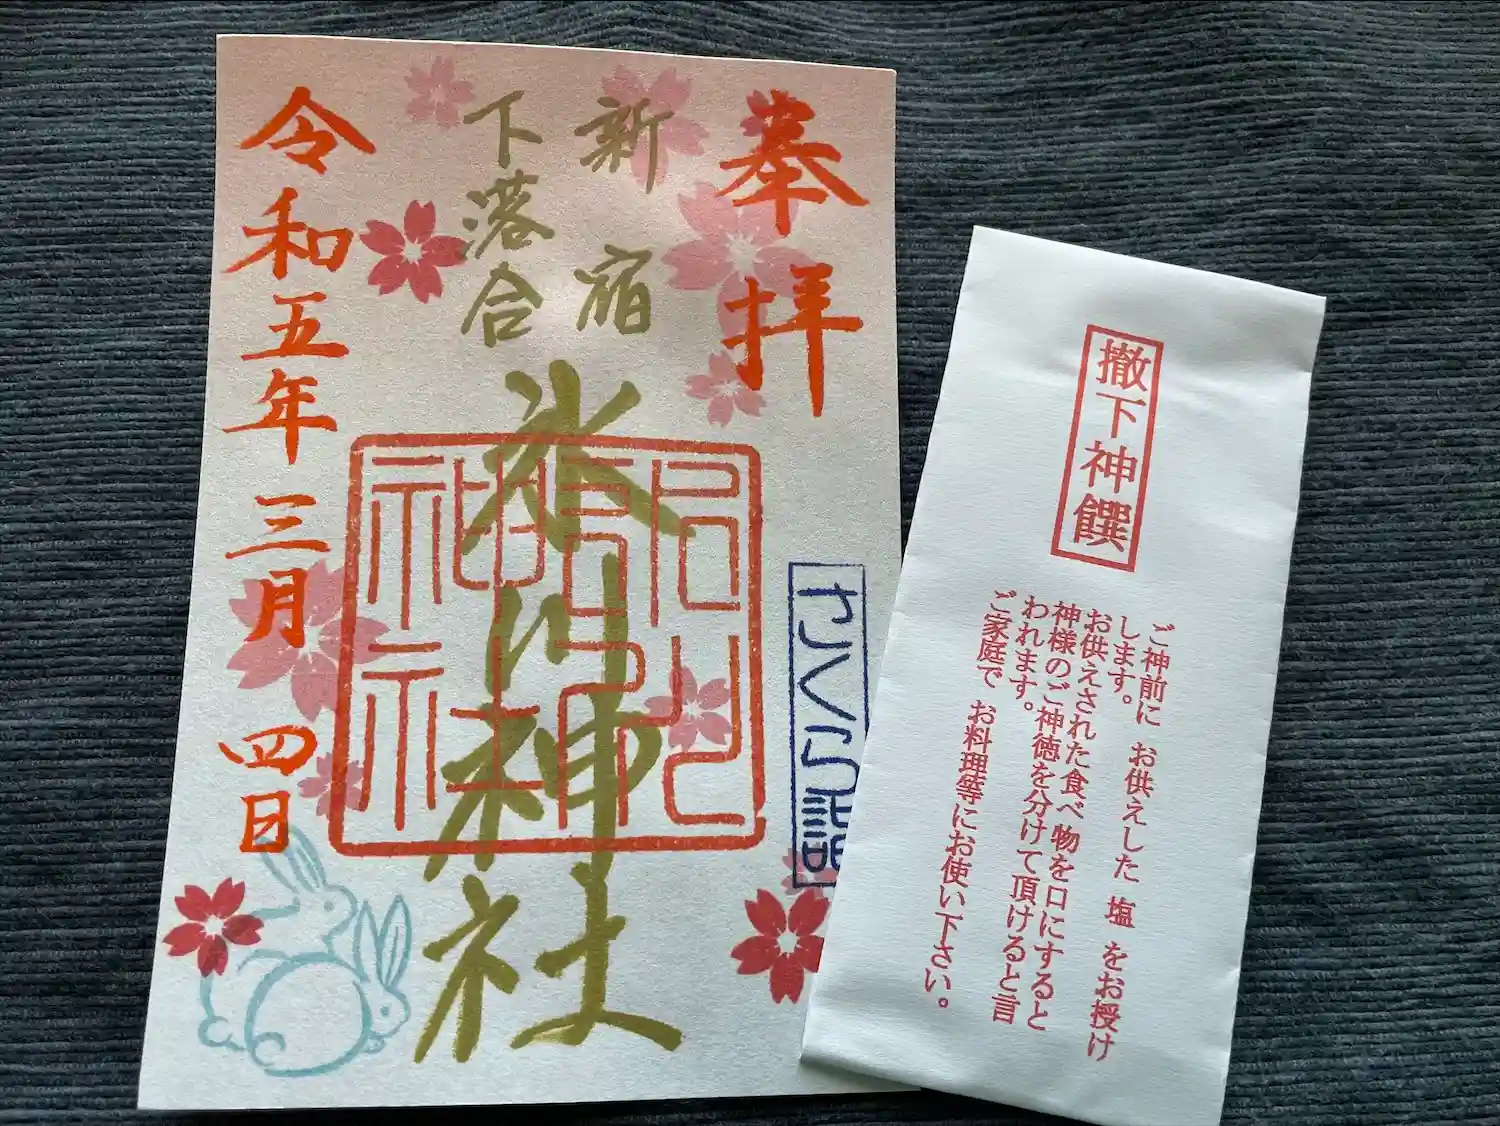 奉拝
新宿
下落合
氷川神社
令和五年三月四日
さくら詣
撤下神饌
ご神前に お供えした 塩 をお授け
します。
お供えされた食べ物を口にすると
神様のご神徳を分けて頂けると言
われます。
ご家庭で お料理等にお使い下さい。